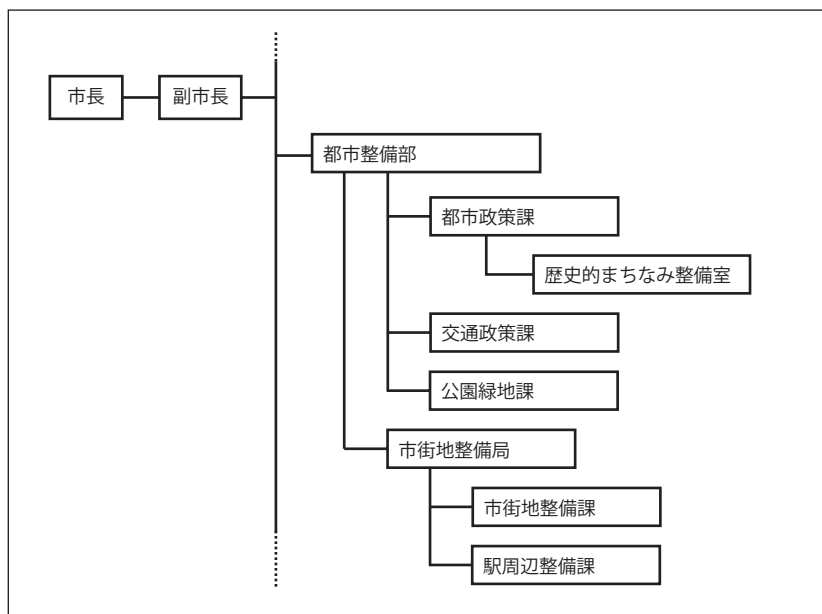 市長
副市長
都市整備部
都市政策課
歴史的まちなみ整備室
交通政策課
公園緑地課
市街地整備局
市街地整備課
駅周辺整備課